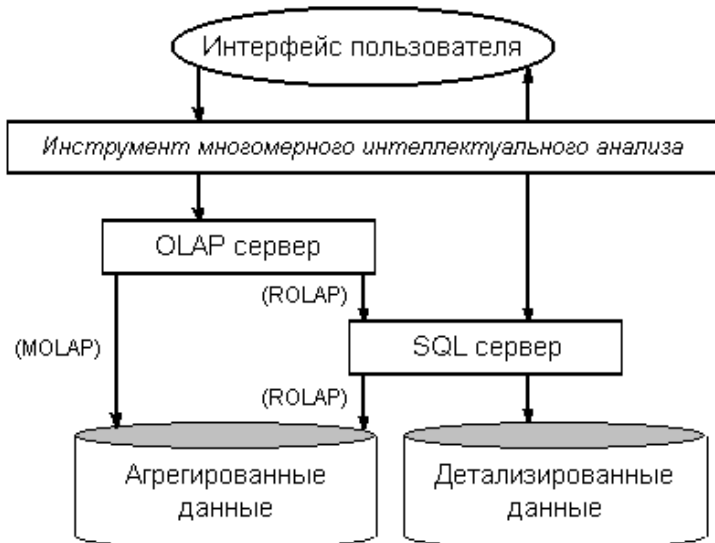 Интерфейс пользователя
Инструмент многомерного интеллектуального анализа
OLAP сервер
(ROLAP)
(MOLAP)
SQL сервер
(ROLAP)
Агрегированные
данные
Детализированные
данные